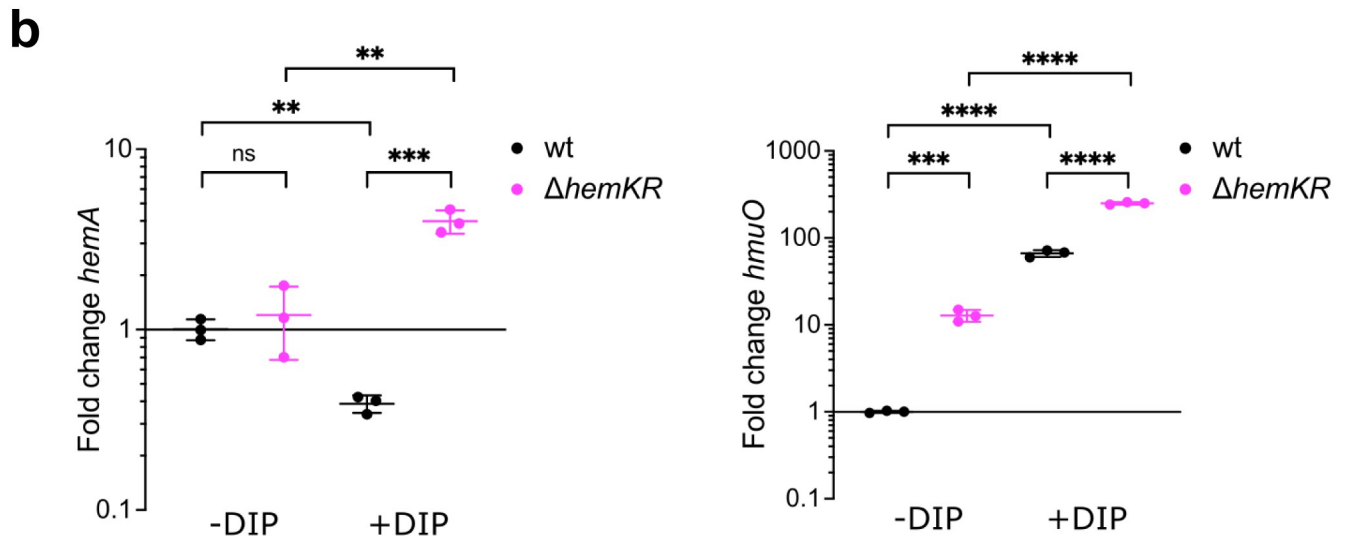 b
**
**
ns
***
10
1
0.1
Fold change hemA
-DIP
+DIP
wt
ΔhemKR
****
****
***
****
1000
100
10
1
0.1
Fold change hmuO
-DIP
+DIP
wt
ΔhemKR